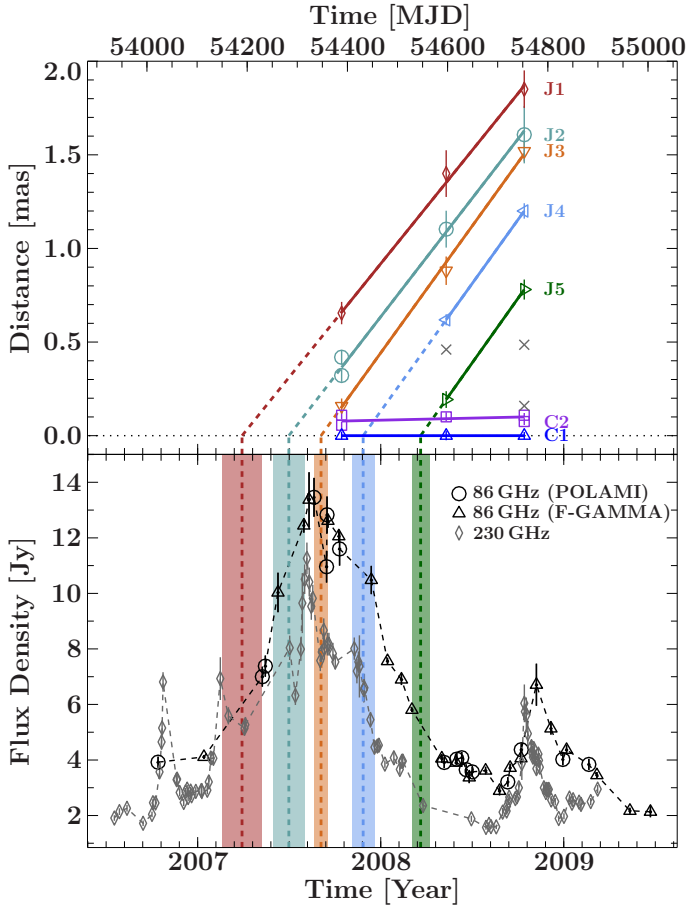 Time [MJD]
54000 54200 54400 54600 54800 55000
Distance [mas]
2.0
1.5
1.0
0.5
0.0
J1
J2
J3
J4
J5
C2
C1
Flux Density [Jy]
14
12
10
8
6
4
2
86 GHz (POLAMI)
86 GHz (F-GAMMA)
230 GHz
2007 2008 2009
Time [Year]